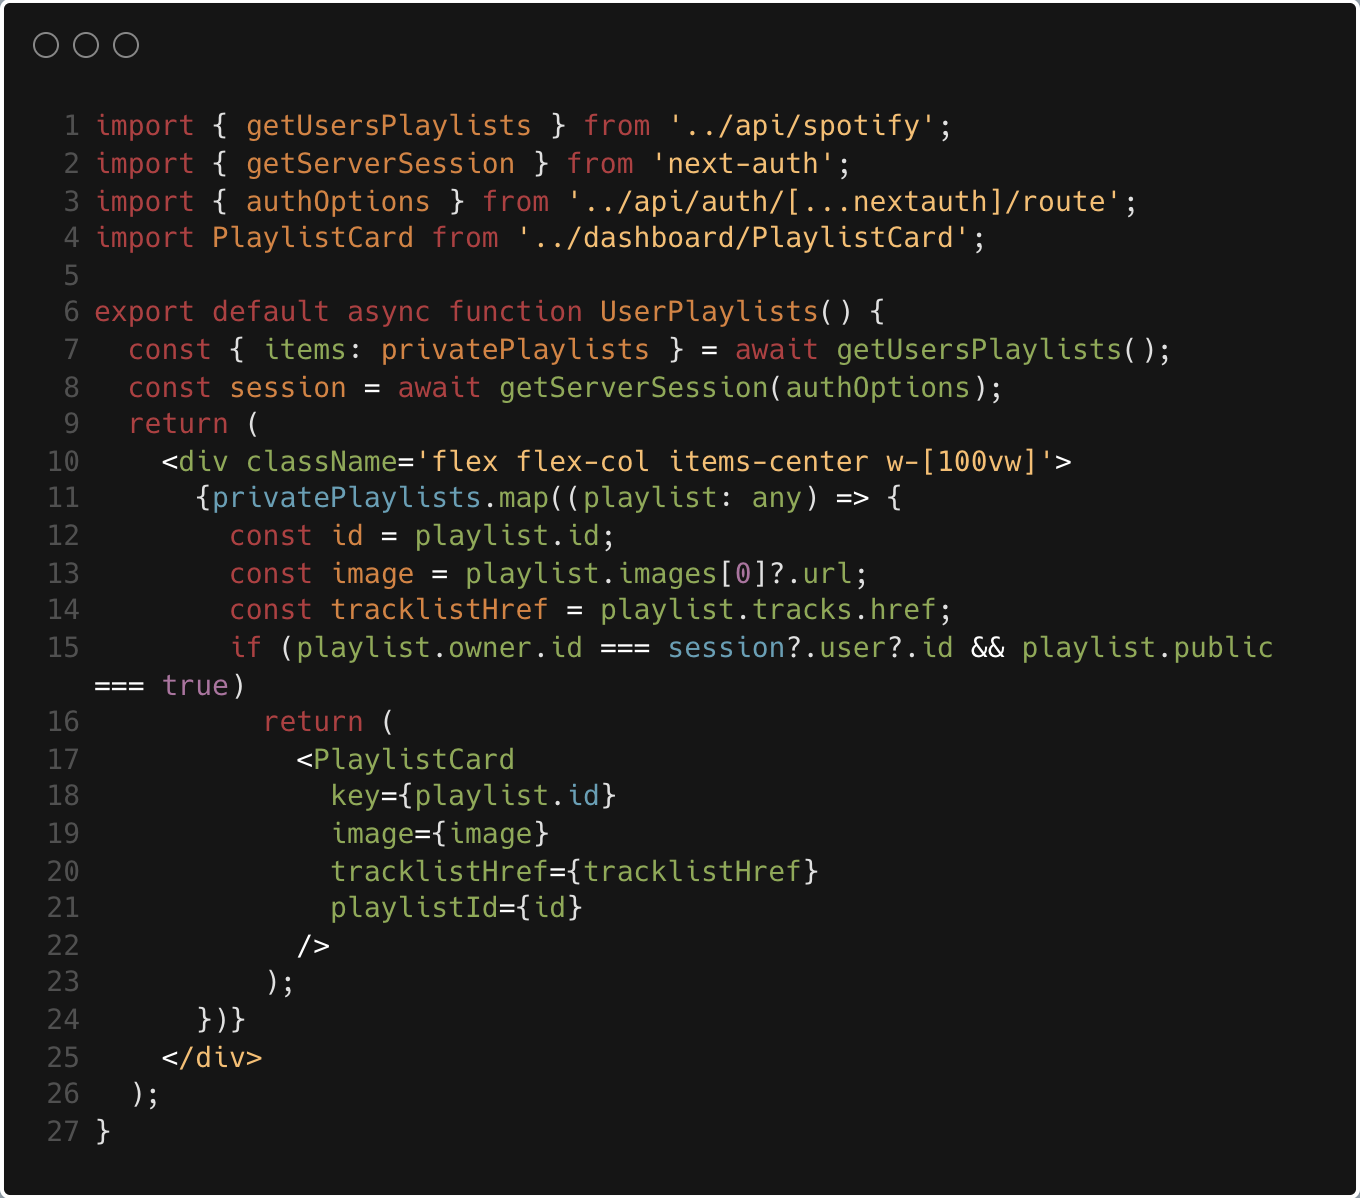 1 import { getUsersPlaylists } from '../api/spotify';
2 import { getServerSession } from 'next-auth';
3 import { authOptions } from '../api/auth/[...nextauth]/route';
4 import PlaylistCard from '../dashboard/PlaylistCard';
5
6 export default async function UserPlaylists() {
7   const { items: privatePlaylists } = await getUsersPlaylists();
8   const session = await getServerSession(authOptions);
9   return (
10     <div className='flex flex-col items-center w-[100vw]'>
11       {privatePlaylists.map((playlist: any) => {
12         const id = playlist.id;
13         const image = playlist.images[0]?.url;
14         const tracklistHref = playlist.tracks.href;
15         if (playlist.owner.id === session?.user?.id && playlist.public
=== true)
16           return (
17             <PlaylistCard
18               key={playlist.id}
19               image={image}
20               tracklistHref={tracklistHref}
21               playlistId={id}
22             />
23           );
24       })}
25     </div>
26   );
27 }